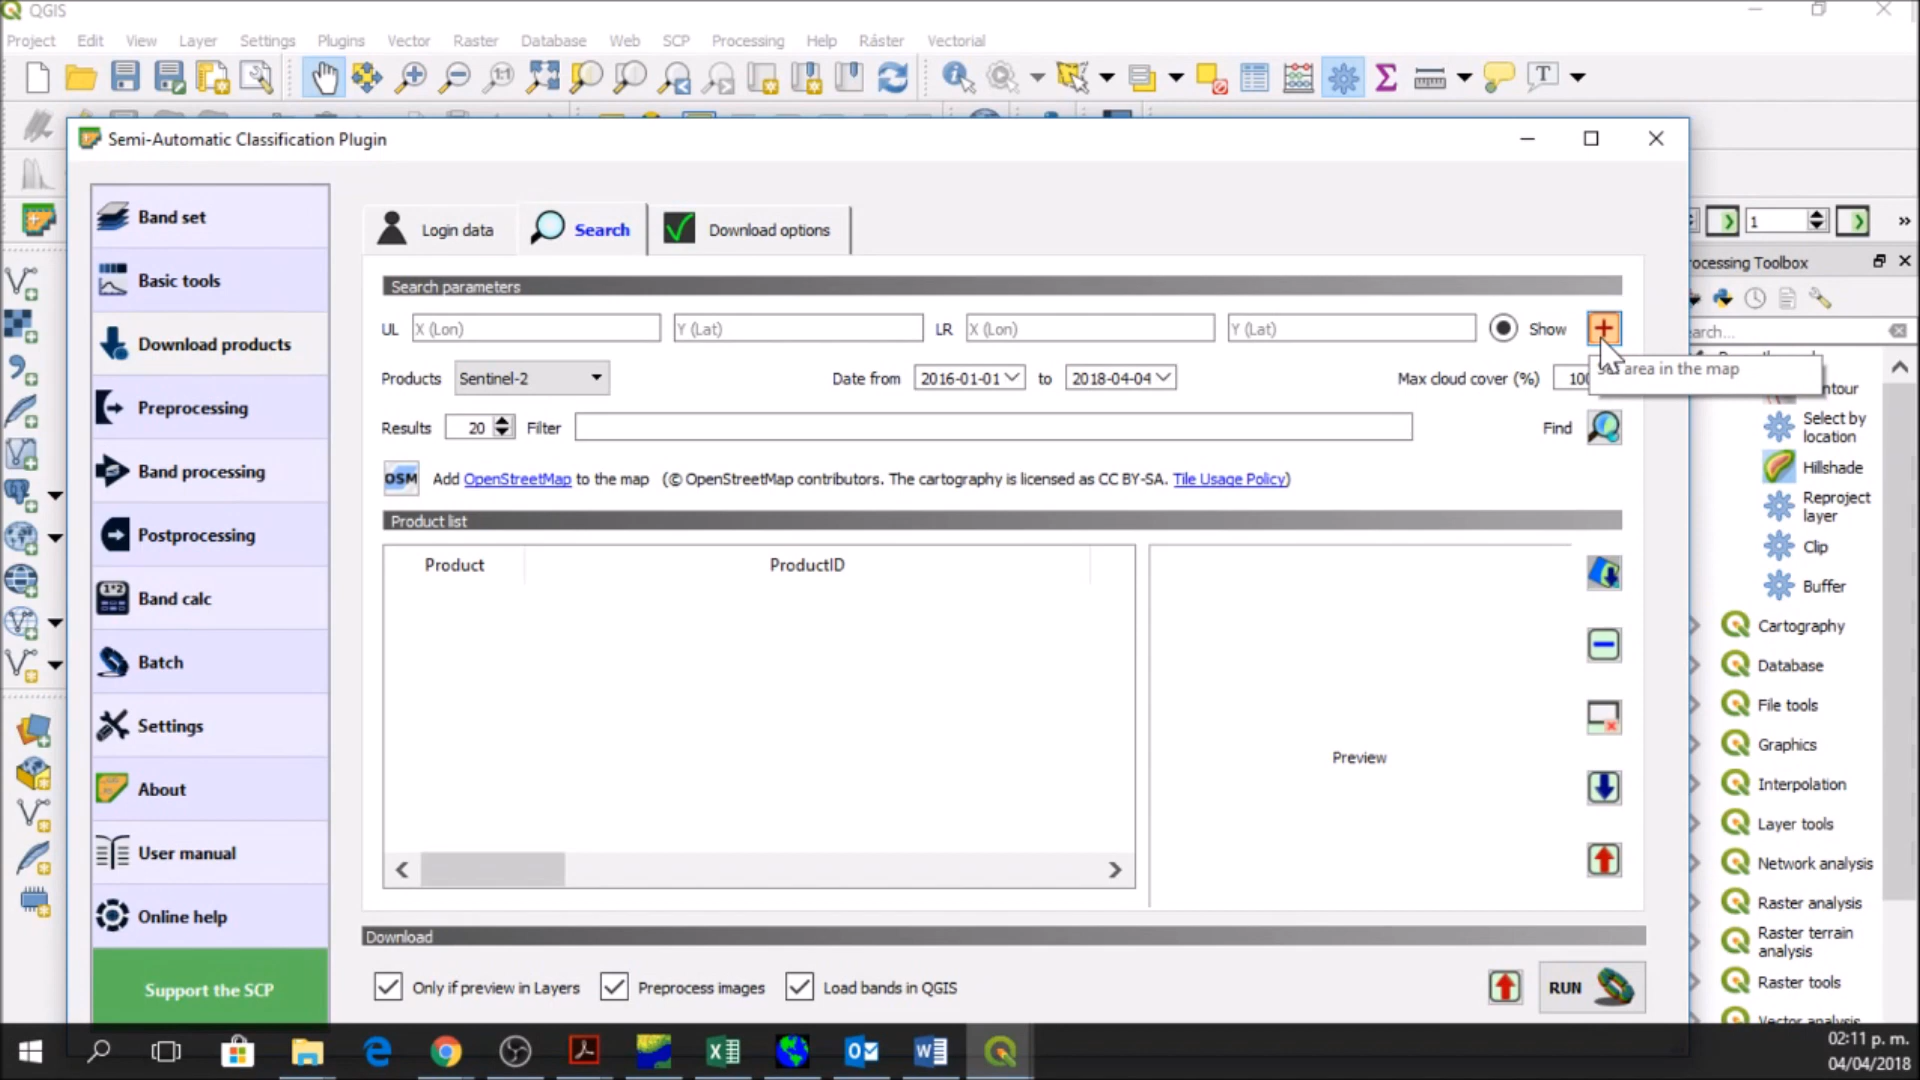 QGIS
Project Edit View Layer Settings Plugins Vector Raster Database Web SCP Processing Help Ráster Vectorial
1:1
T
Semi-Automatic Classification Plugin
1
Band set
Basic tools
Download products
Preprocessing
Band processing
Postprocessing
Band calc
Batch
Settings
About
User manual
Online help
Support the SCP
Login data Search Download options
Search parameters
UL X (Lon) Y (Lat) LR X (Lon) Y (Lat) Show
Products Sentinel-2 Date from 2016-01-01 to 2018-04-04 Max cloud cover (%) 100
area in the map
Results 20 Filter Find
OSM Add OpenStreetMap to the map (© OpenStreetMap contributors. The cartography is licensed as CC BY-SA. Tile Usage Policy)
Product list
Product ProductID
Preview
Download
Only if preview in Layers Preprocess images Load bands in QGIS RUN
ocessing Toolbox
arch...
ntour
Select by
location
Hillshade
Reproject
layer
Clip
Buffer
Cartography
Database
File tools
Graphics
Interpolation
Layer tools
Network analysis
Raster analysis
Raster terrain
analysis
Raster tools
Vector analysis
02:11 p. m.
04/04/2018